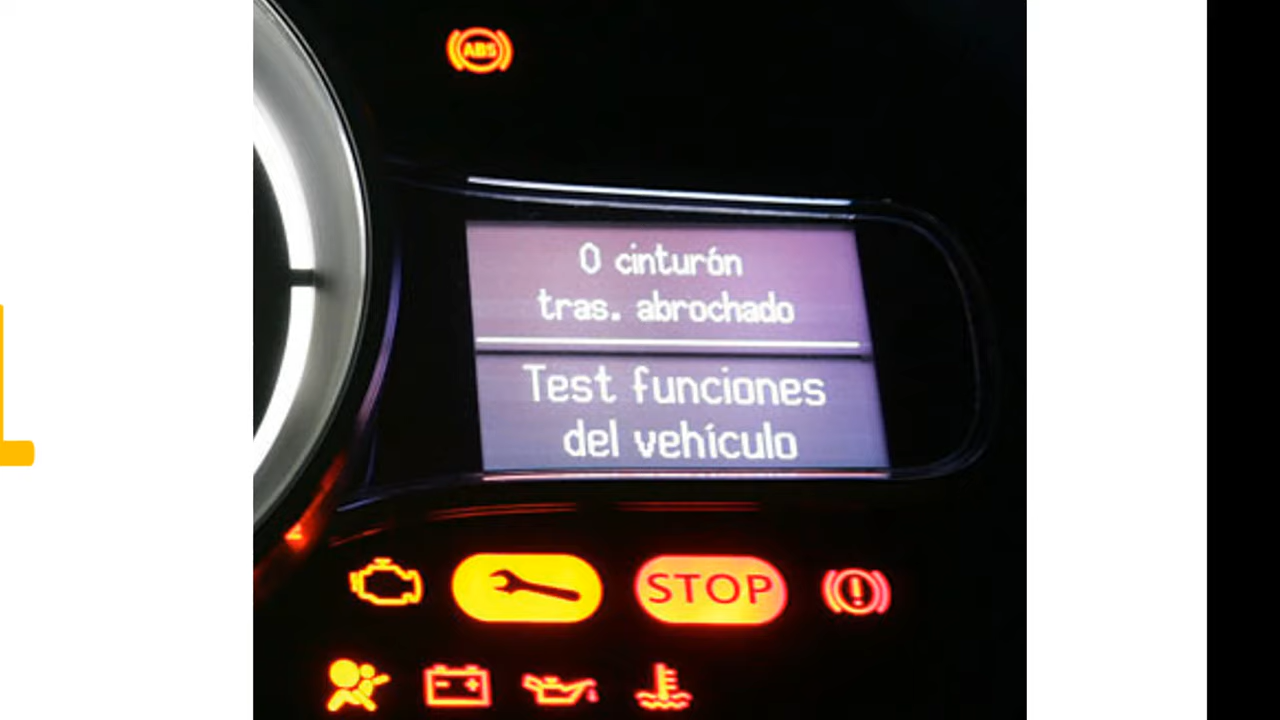 ABS
0 cinturón
tras. abrochado
Test funciones
del vehículo
STOP